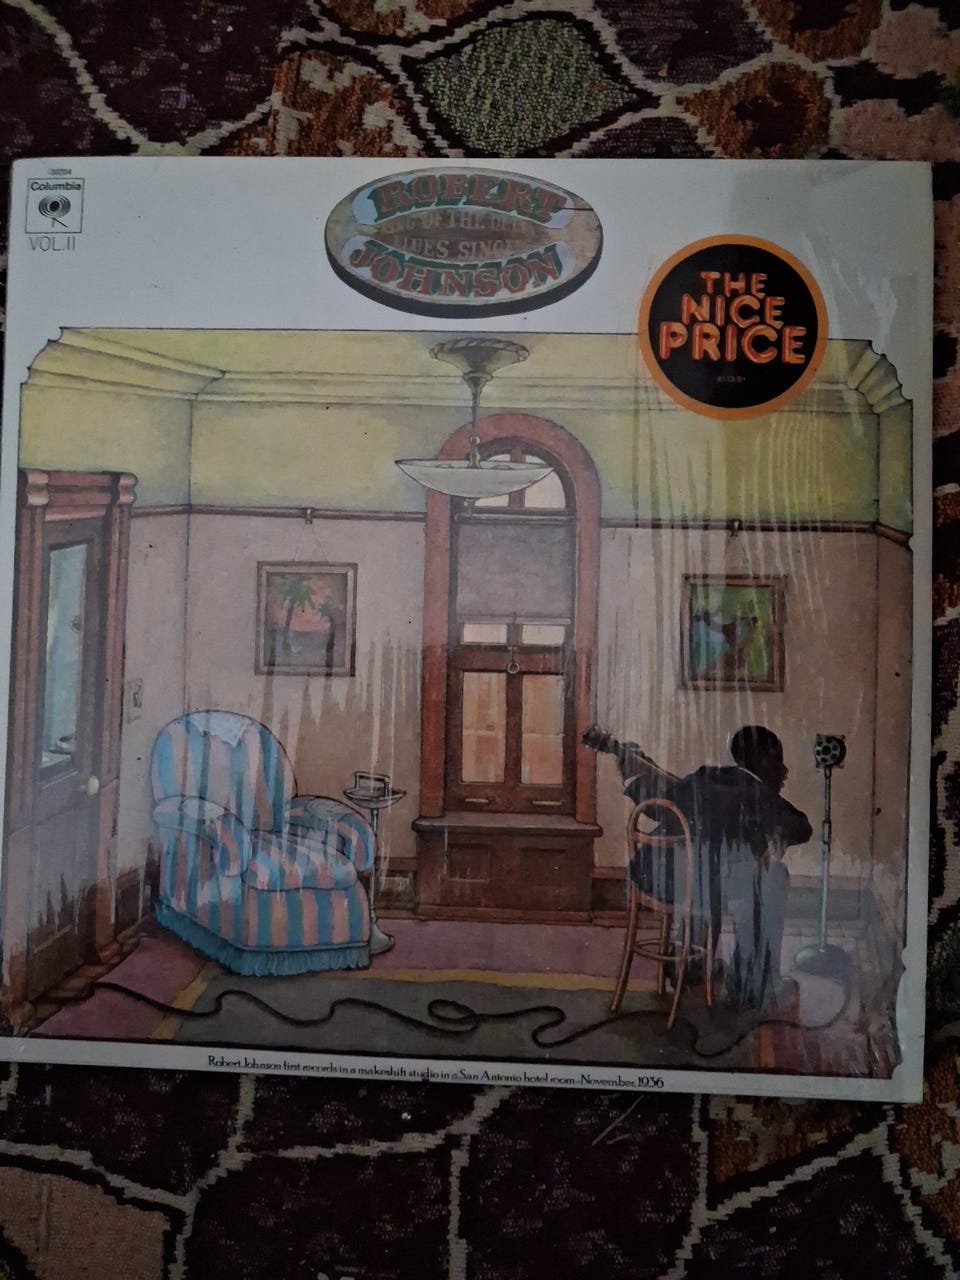 30034
Columbia
VOL. II
ROBERT
KING OF THE DELTA
BLUES SINGERS
JOHNSON
THE
NICE
PRICE
Robert Johnson first records in a makeshift studio in a San Antonio hotel room–November, 1936